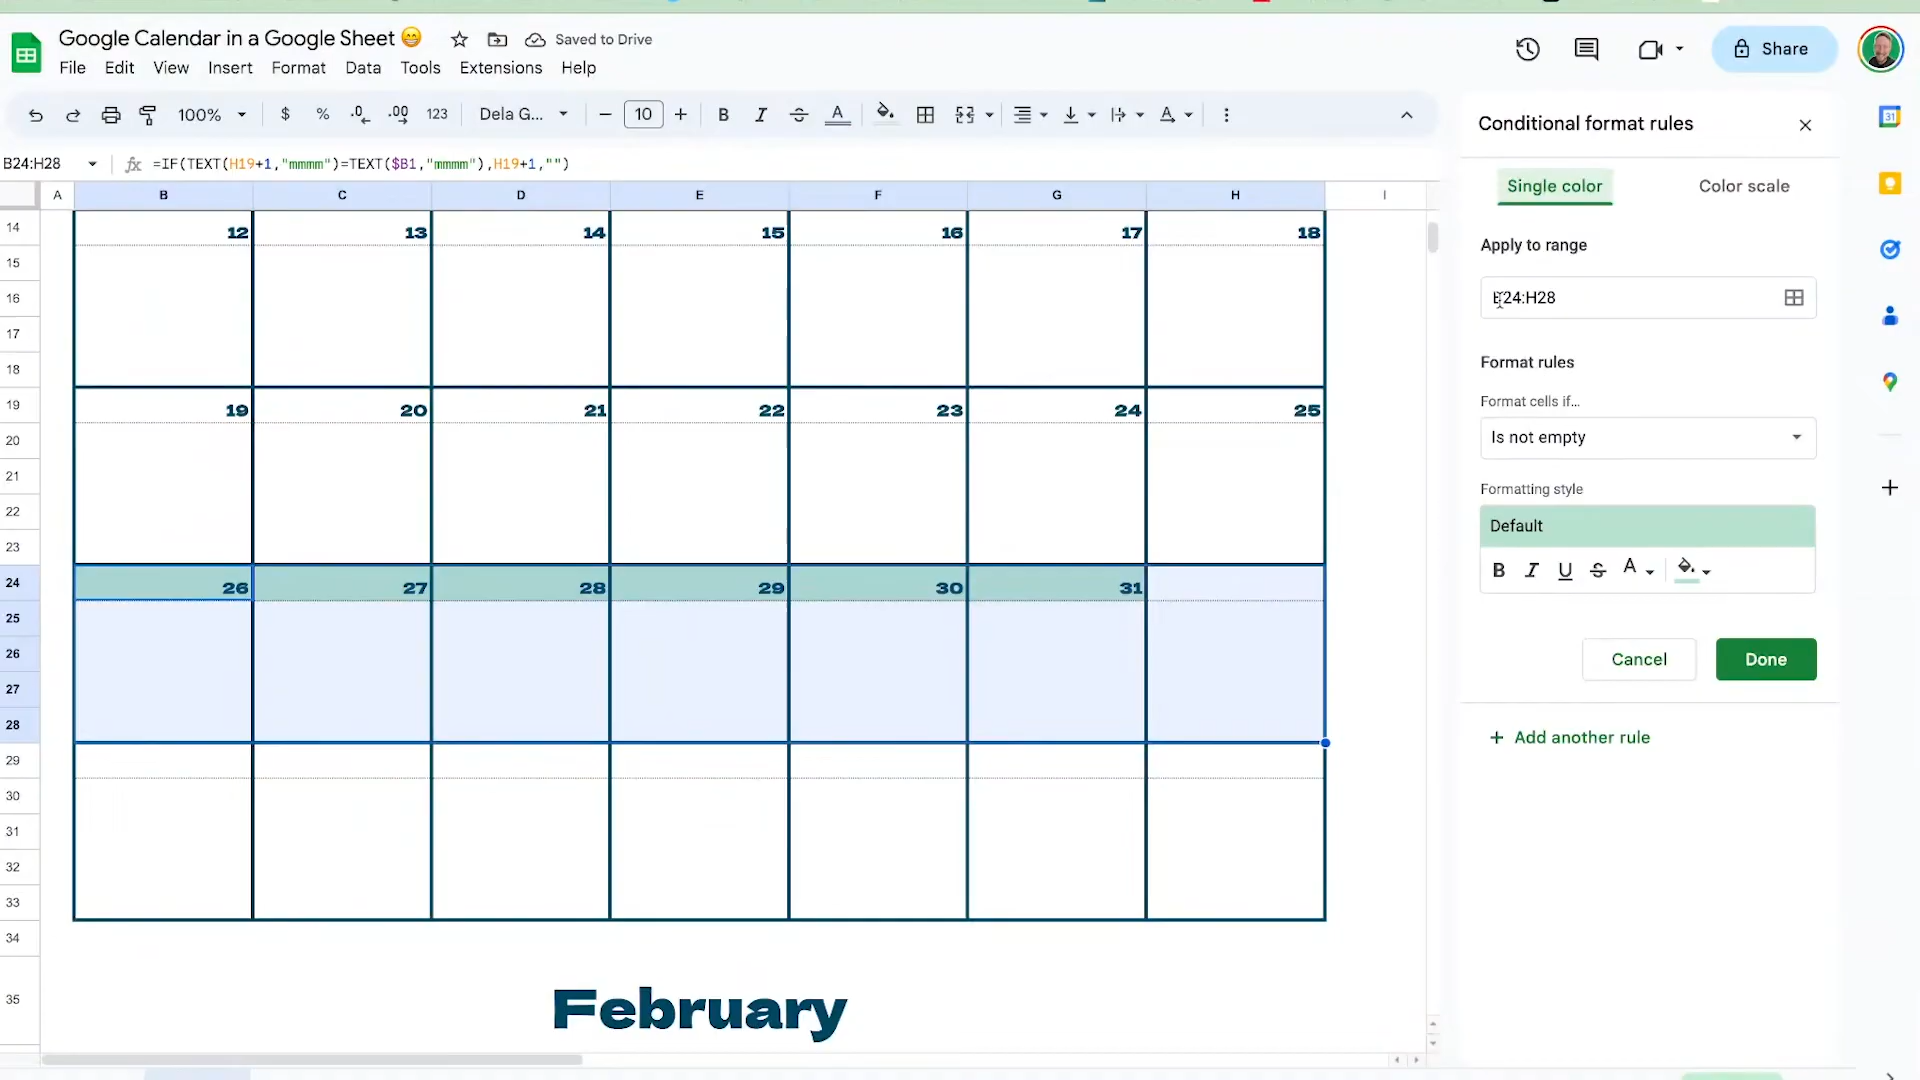 Google Calendar in a Google Sheet 😁 Saved to Drive
File Edit View Insert Format Data Tools Extensions Help
Share
100% $ % .0 .00 123 Dela G... 10 B I A
B24:H28 fx =IF(TEXT(H19+1,"mmmm")=TEXT($B1,"mmmm"),H19+1,"")
A B C D E F G H I
14 12 13 14 15 16 17 18
15
16
17
18
19 19 20 21 22 23 24 25
20
21
22
23
24 26 27 28 29 30 31
25
26
27
28
29
30
31
32
33
34
35 February
Conditional format rules
Single color Color scale
Apply to range
B24:H28
Format rules
Format cells if...
Is not empty
Formatting style
Default
B I U S A
Cancel Done
+ Add another rule
31